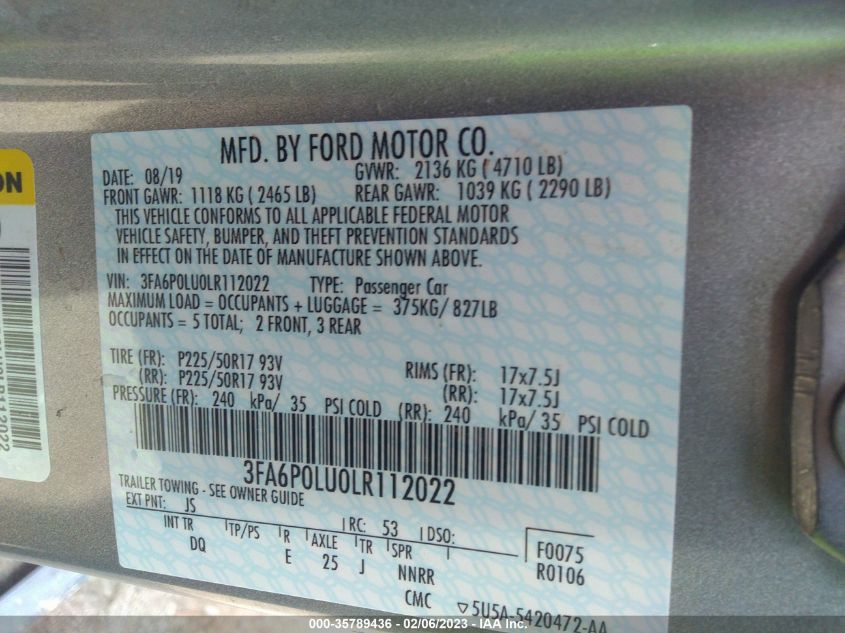 MFD. BY FORD MOTOR CO.
DATE: 08/19 GVWR: 2136 KG ( 4710 LB)
FRONT GAWR: 1118 KG ( 2465 LB) REAR GAWR: 1039 KG ( 2290 LB)
THIS VEHICLE CONFORMS TO ALL APPLICABLE FEDERAL MOTOR
VEHICLE SAFETY, BUMPER, AND THEFT PREVENTION STANDARDS
IN EFFECT ON THE DATE OF MANUFACTURE SHOWN ABOVE.
VIN: 3FA6P0LU0LR112022 TYPE: Passenger Car
MAXIMUM LOAD = OCCUPANTS + LUGGAGE = 375KG/ 827LB
OCCUPANTS = 5 TOTAL; 2 FRONT, 3 REAR
TIRE (FR): P225/50R17 93V RIMS (FR): 17x7.5J
(RR): P225/50R17 93V (RR): 17x7.5J
PRESSURE (FR): 240 kPa/ 35 PSI COLD (RR): 240 kPa/ 35 PSI COLD
3FA6P0LU0LR112022
TRAILER TOWING - SEE OWNER GUIDE
EXT PNT: JS RC: 53 DSO:
INT TR TP/PS R AXLE TR SPR
DQ E 25 J NNRR
F0075
R0106
CMC ▽5U5A-5420472-AA
ON
000-35789436 - 02/06/2023 - IAA Inc.